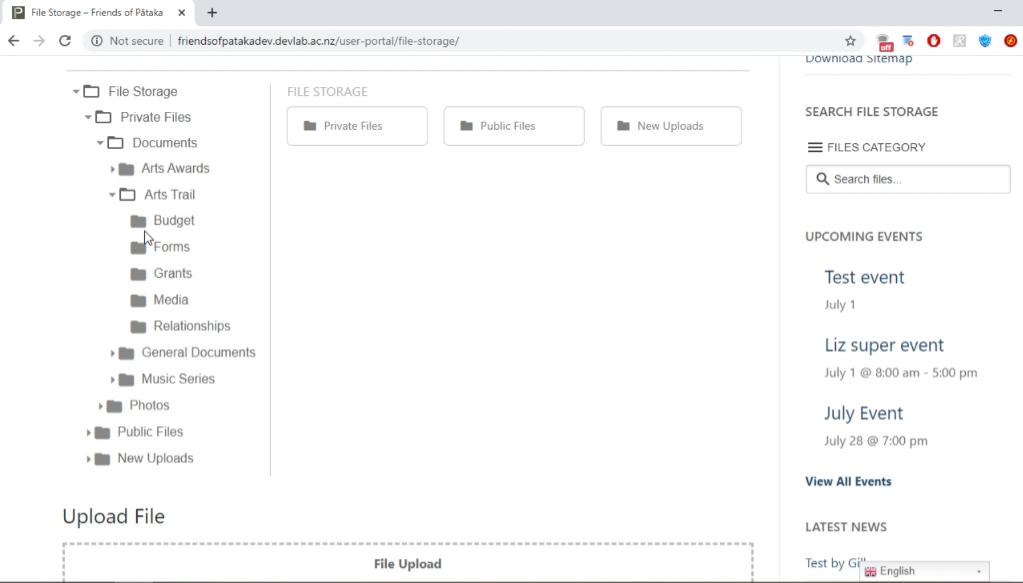 File Storage – Friends of Pātaka
Not secure
friendsofpatakadev.devlab.ac.nz/user-portal/file-storage/
off
File Storage
Private Files
Documents
Arts Awards
Arts Trail
Budget
Forms
Grants
Media
Relationships
General Documents
Music Series
Photos
Public Files
New Uploads
FILE STORAGE
Private Files
Public Files
New Uploads
Upload File
File Upload
Download Sitemap
SEARCH FILE STORAGE
FILES CATEGORY
Search files...
UPCOMING EVENTS
Test event
July 1
Liz super event
July 1 @ 8:00 am - 5:00 pm
July Event
July 28 @ 7:00 pm
View All Events
LATEST NEWS
Test by Gill
English